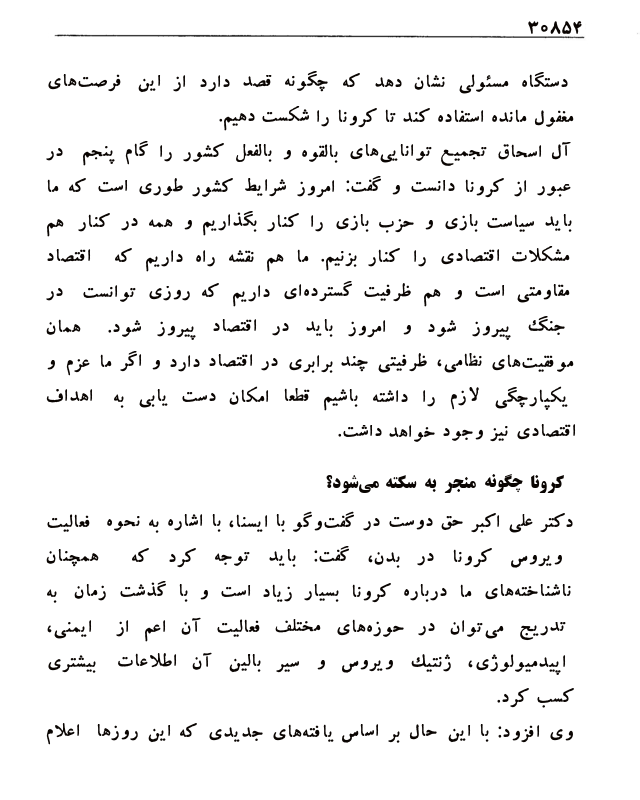 ۳۰۸۵۴
دستگاه مسئولی نشان دهد که چگونه قصد دارد از این فرصت‌های
مغفول مانده استفاده کند تا کرونا را شکست دهیم.
آل اسحاق تجمیع توانایی‌های بالقوه و بالفعل کشور را گام پنجم در
عبور از کرونا دانست و گفت: امروز شرایط کشور طوری است که ما
باید سیاست بازی و حزب بازی را کنار بگذاریم و همه در کنار هم
مشکلات اقتصادی را کنار بزنیم. ما هم نقشه راه داریم که اقتصاد
مقاومتی است و هم ظرفیت گسترده‌ای داریم که روزی توانست در
جنگ پیروز شود و امروز باید در اقتصاد پیروز شود. همان
موفقیت‌های نظامی، ظرفیتی چند برابری در اقتصاد دارد و اگر ما عزم و
یکپارچگی لازم را داشته باشیم قطعا امکان دست یابی به اهداف
اقتصادی نیز وجود خواهد داشت.
کرونا چگونه منجر به سکته می‌شود؟
دکتر علی اکبر حق دوست در گفت‌وگو با ایسنا، با اشاره به نحوه فعالیت
ویروس کرونا در بدن، گفت: باید توجه کرد که همچنان
ناشناخته‌های ما درباره کرونا بسیار زیاد است و با گذشت زمان به
تدریج می‌توان در حوزه‌های مختلف فعالیت آن اعم از ایمنی،
اپیدمیولوژی، ژنتیك ویروس و سیر بالین آن اطلاعات بیشتری
کسب کرد.
وی افزود: با این حال بر اساس یافته‌های جدیدی که این روزها اعلام